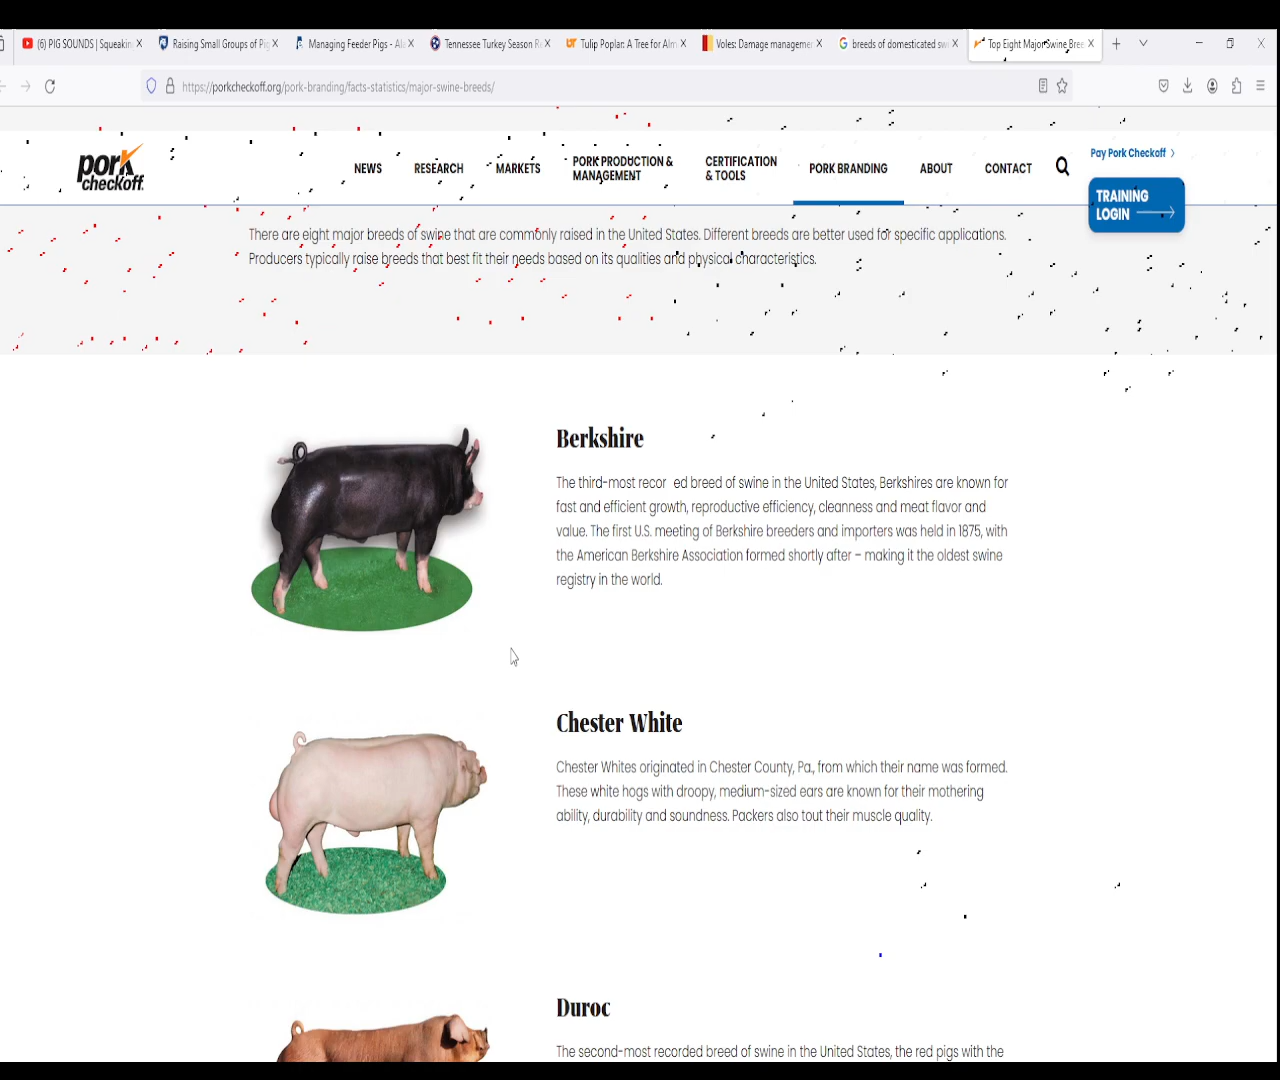 (6) PIG SOUNDS | Squeakin
Raising Small Groups of Pi
Managing Feeder Pigs - Al
Tennessee Turkey Season R
Tulip Poplar: A Tree for Alm
Voles: Damage manageme
breeds of domesticated sw
Top Eight Major Swine Bree
https://porkcheckoff.org/pork-branding/facts-statistics/major-swine-breeds/
pork checkoff
NEWS
RESEARCH
MARKETS
PORK PRODUCTION &
MANAGEMENT
CERTIFICATION
& TOOLS
PORK BRANDING
ABOUT
CONTACT
Pay Pork Checkoff
TRAINING
LOGIN
There are eight major breeds of swine that are commonly raised in the United States. Different breeds are better used for specific applications.
Producers typically raise breeds that best fit their needs based on its qualities and physical characteristics.
Berkshire
The third-most recor ed breed of swine in the United States, Berkshires are known for
fast and efficient growth, reproductive efficiency, cleanness and meat flavor and
value. The first U.S. meeting of Berkshire breeders and importers was held in 1875, with
the American Berkshire Association formed shortly after – making it the oldest swine
registry in the world.
Chester White
Chester Whites originated in Chester County, Pa., from which their name was formed.
These white hogs with droopy, medium-sized ears are known for their mothering
ability, durability and soundness. Packers also tout their muscle quality.
Duroc
The second-most recorded breed of swine in the United States, the red pigs with the